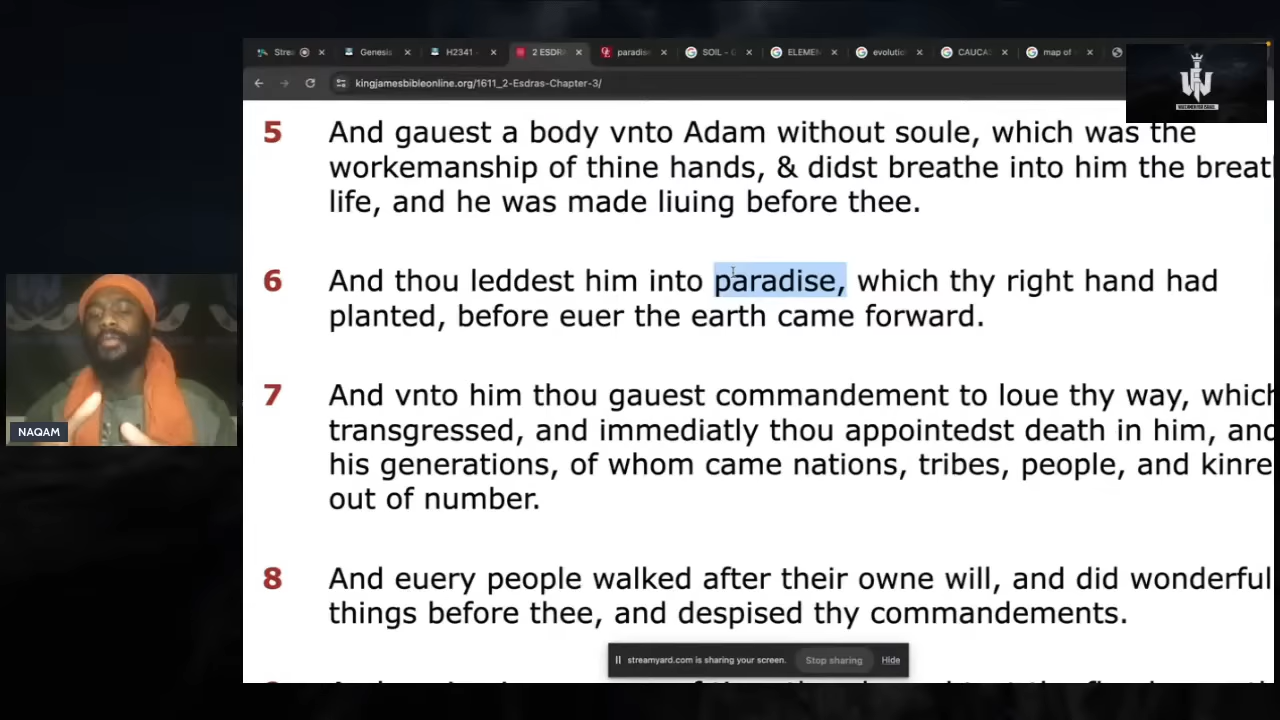 Strea
Genesis
H2341 -
2 ESDR
paradise
SOIL - G
ELEMEN
evolutic
CAUCA
map of
kingjamesbibleonline.org/1611_2-Esdras-Chapter-3/
WATCHMEN FOR ISRAEL
5 And gauest a body vnto Adam without soule, which was the
workemanship of thine hands, & didst breathe into him the breat
life, and he was made liuing before thee.
6 And thou leddest him into paradise, which thy right hand had
planted, before euer the earth came forward.
7 And vnto him thou gauest commandement to loue thy way, which
transgressed, and immediatly thou appointedst death in him, and
his generations, of whom came nations, tribes, people, and kinre
out of number.
8 And euery people walked after their owne will, and did wonderful
things before thee, and despised thy commandements.
NAQAM
streamyard.com is sharing your screen.
Stop sharing
Hide